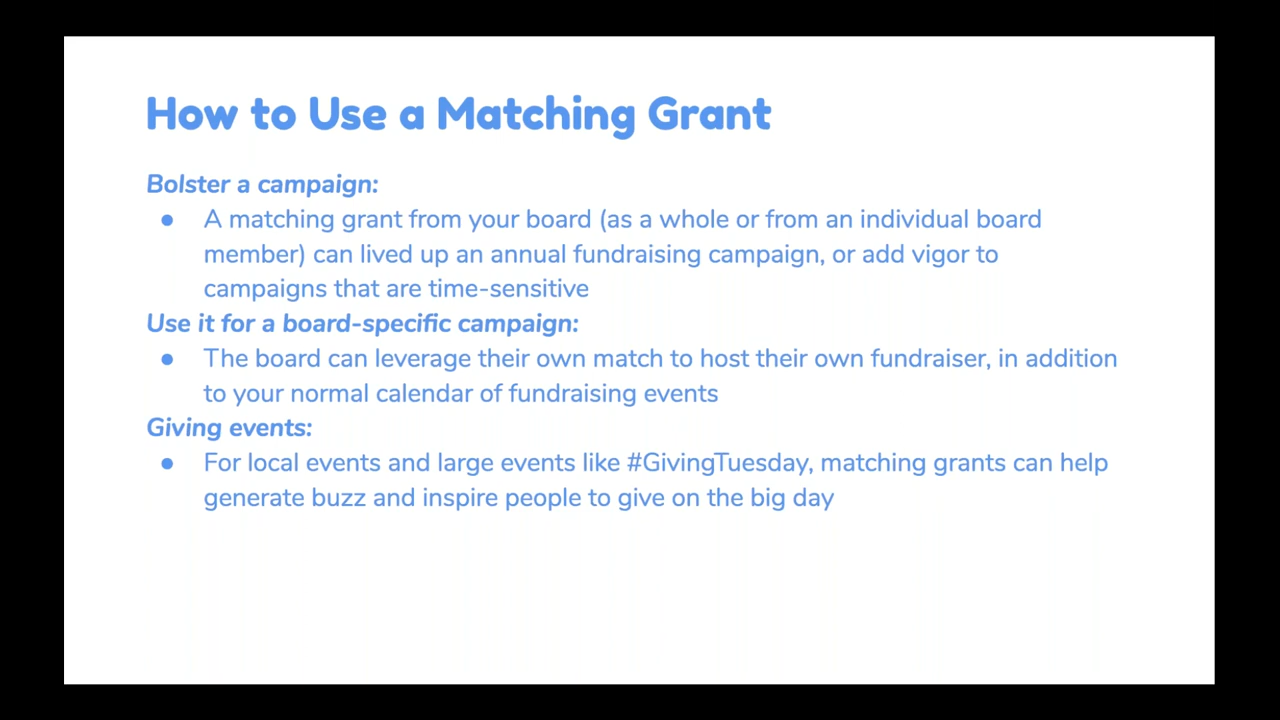 How to Use a Matching Grant
Bolster a campaign:
● A matching grant from your board (as a whole or from an individual board
member) can lived up an annual fundraising campaign, or add vigor to
campaigns that are time-sensitive
Use it for a board-specific campaign:
● The board can leverage their own match to host their own fundraiser, in addition
to your normal calendar of fundraising events
Giving events:
● For local events and large events like #GivingTuesday, matching grants can help
generate buzz and inspire people to give on the big day